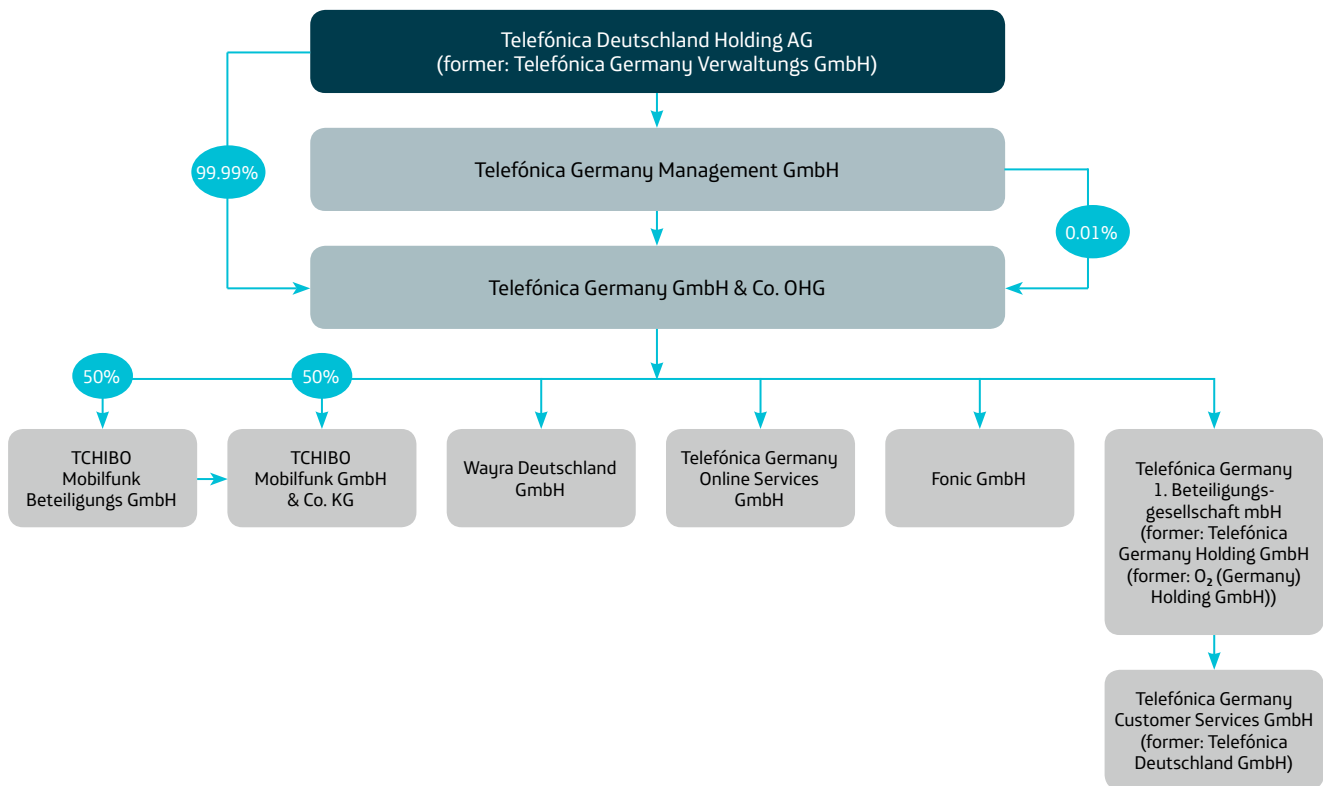 Telefónica Deutschland Holding AG
(former: Telefónica Germany Verwaltungs GmbH)
99.99%
Telefónica Germany Management GmbH
0.01%
Telefónica Germany GmbH & Co. OHG
50%
50%
TCHIBO
Mobilfunk
Beteiligungs GmbH
TCHIBO
Mobilfunk GmbH
& Co. KG
Wayra Deutschland
GmbH
Telefónica Germany
Online Services
GmbH
Fonic GmbH
Telefónica Germany
1. Beteiligungs-
gesellschaft mbH
(former: Telefónica
Germany Holding GmbH
(former: O₂ (Germany)
Holding GmbH))
Telefónica Germany
Customer Services GmbH
(former: Telefónica
Deutschland GmbH)